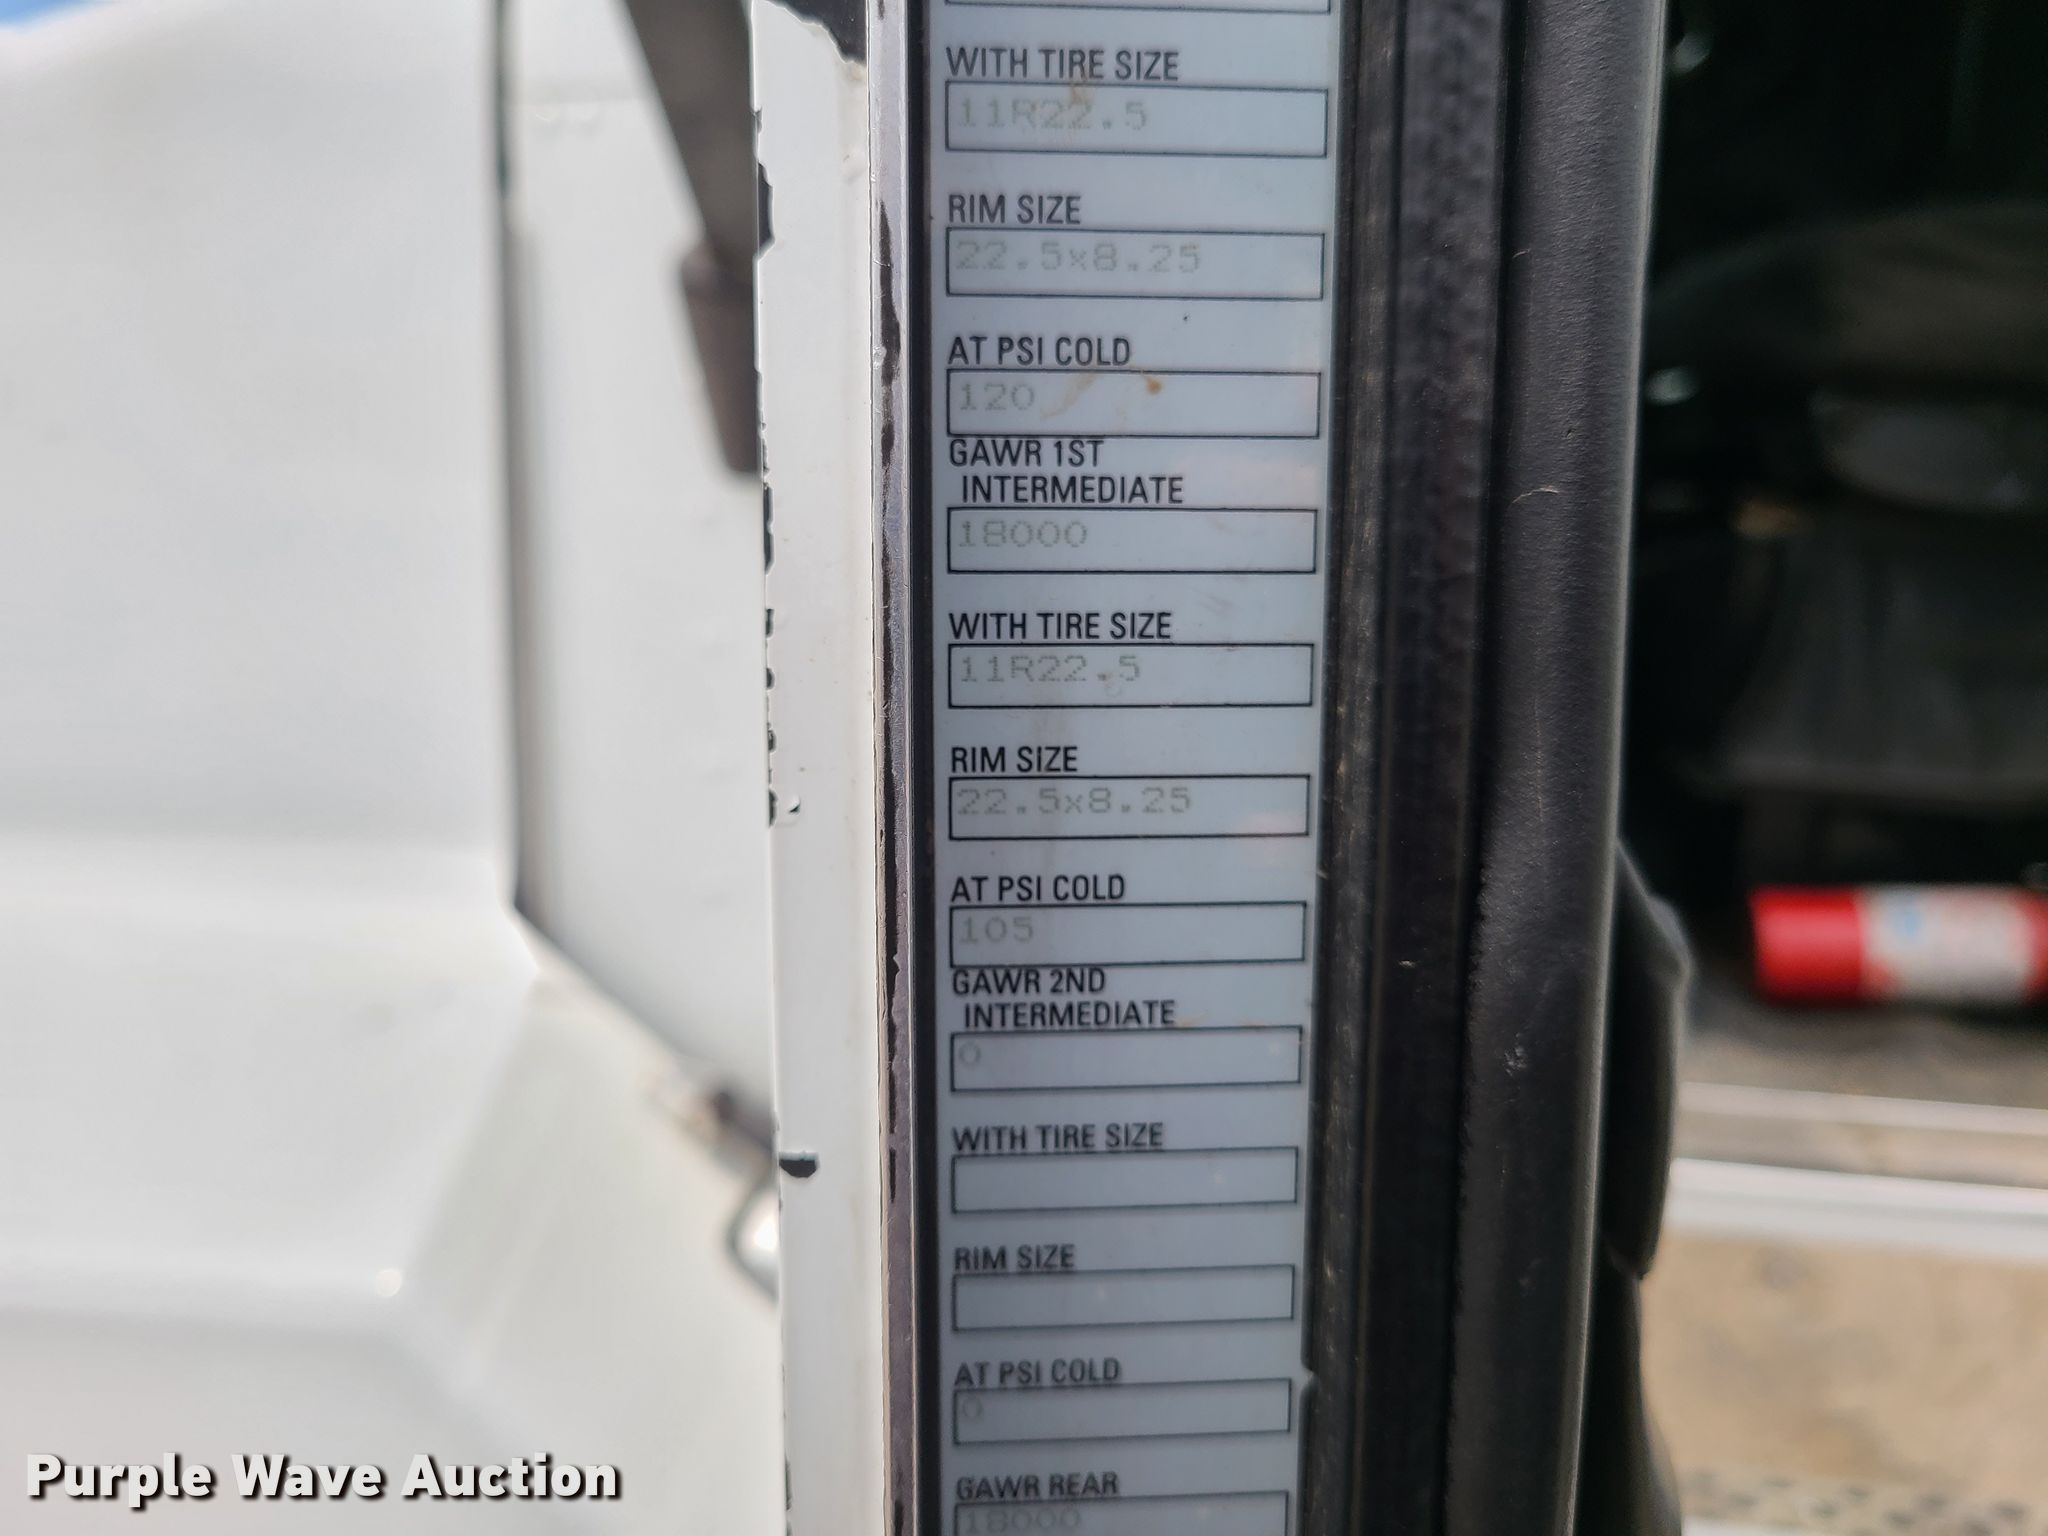 WITH TIRE SIZE
11R22.5
RIM SIZE
22.5x8.25
AT PSI COLD
120
GAWR 1ST
INTERMEDIATE
18000
WITH TIRE SIZE
11R22.5
RIM SIZE
22.5x8.25
AT PSI COLD
105
GAWR 2ND
INTERMEDIATE
0
WITH TIRE SIZE
RIM SIZE
AT PSI COLD
0
GAWR REAR
18000
Purple Wave Auction